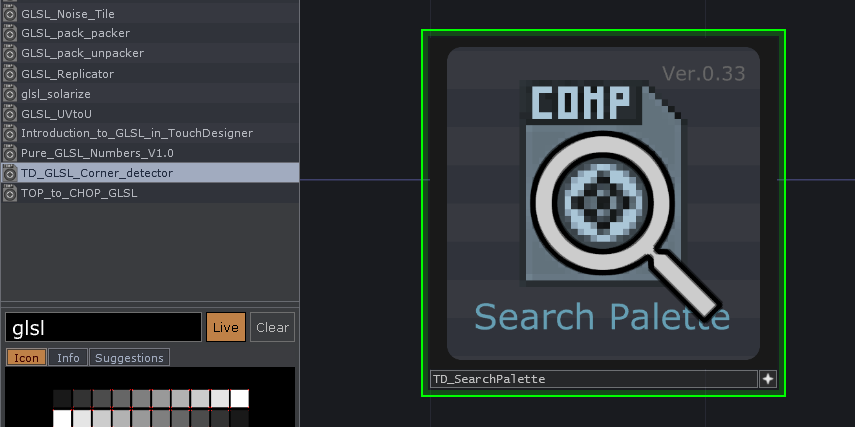 GLSL_Noise_Tile
GLSL_pack_packer
GLSL_pack_unpacker
GLSL_Replicator
glsl_solarize
GLSL_UVtoU
Introduction_to_GLSL_in_TouchDesigner
Pure_GLSL_Numbers_V1.0
TD_GLSL_Corner_detector
TOP_to_CHOP_GLSL
glsl
Live
Clear
Icon
Info
Suggestions
Ver.0.33
COMP
Search Palette
TD_SearchPalette